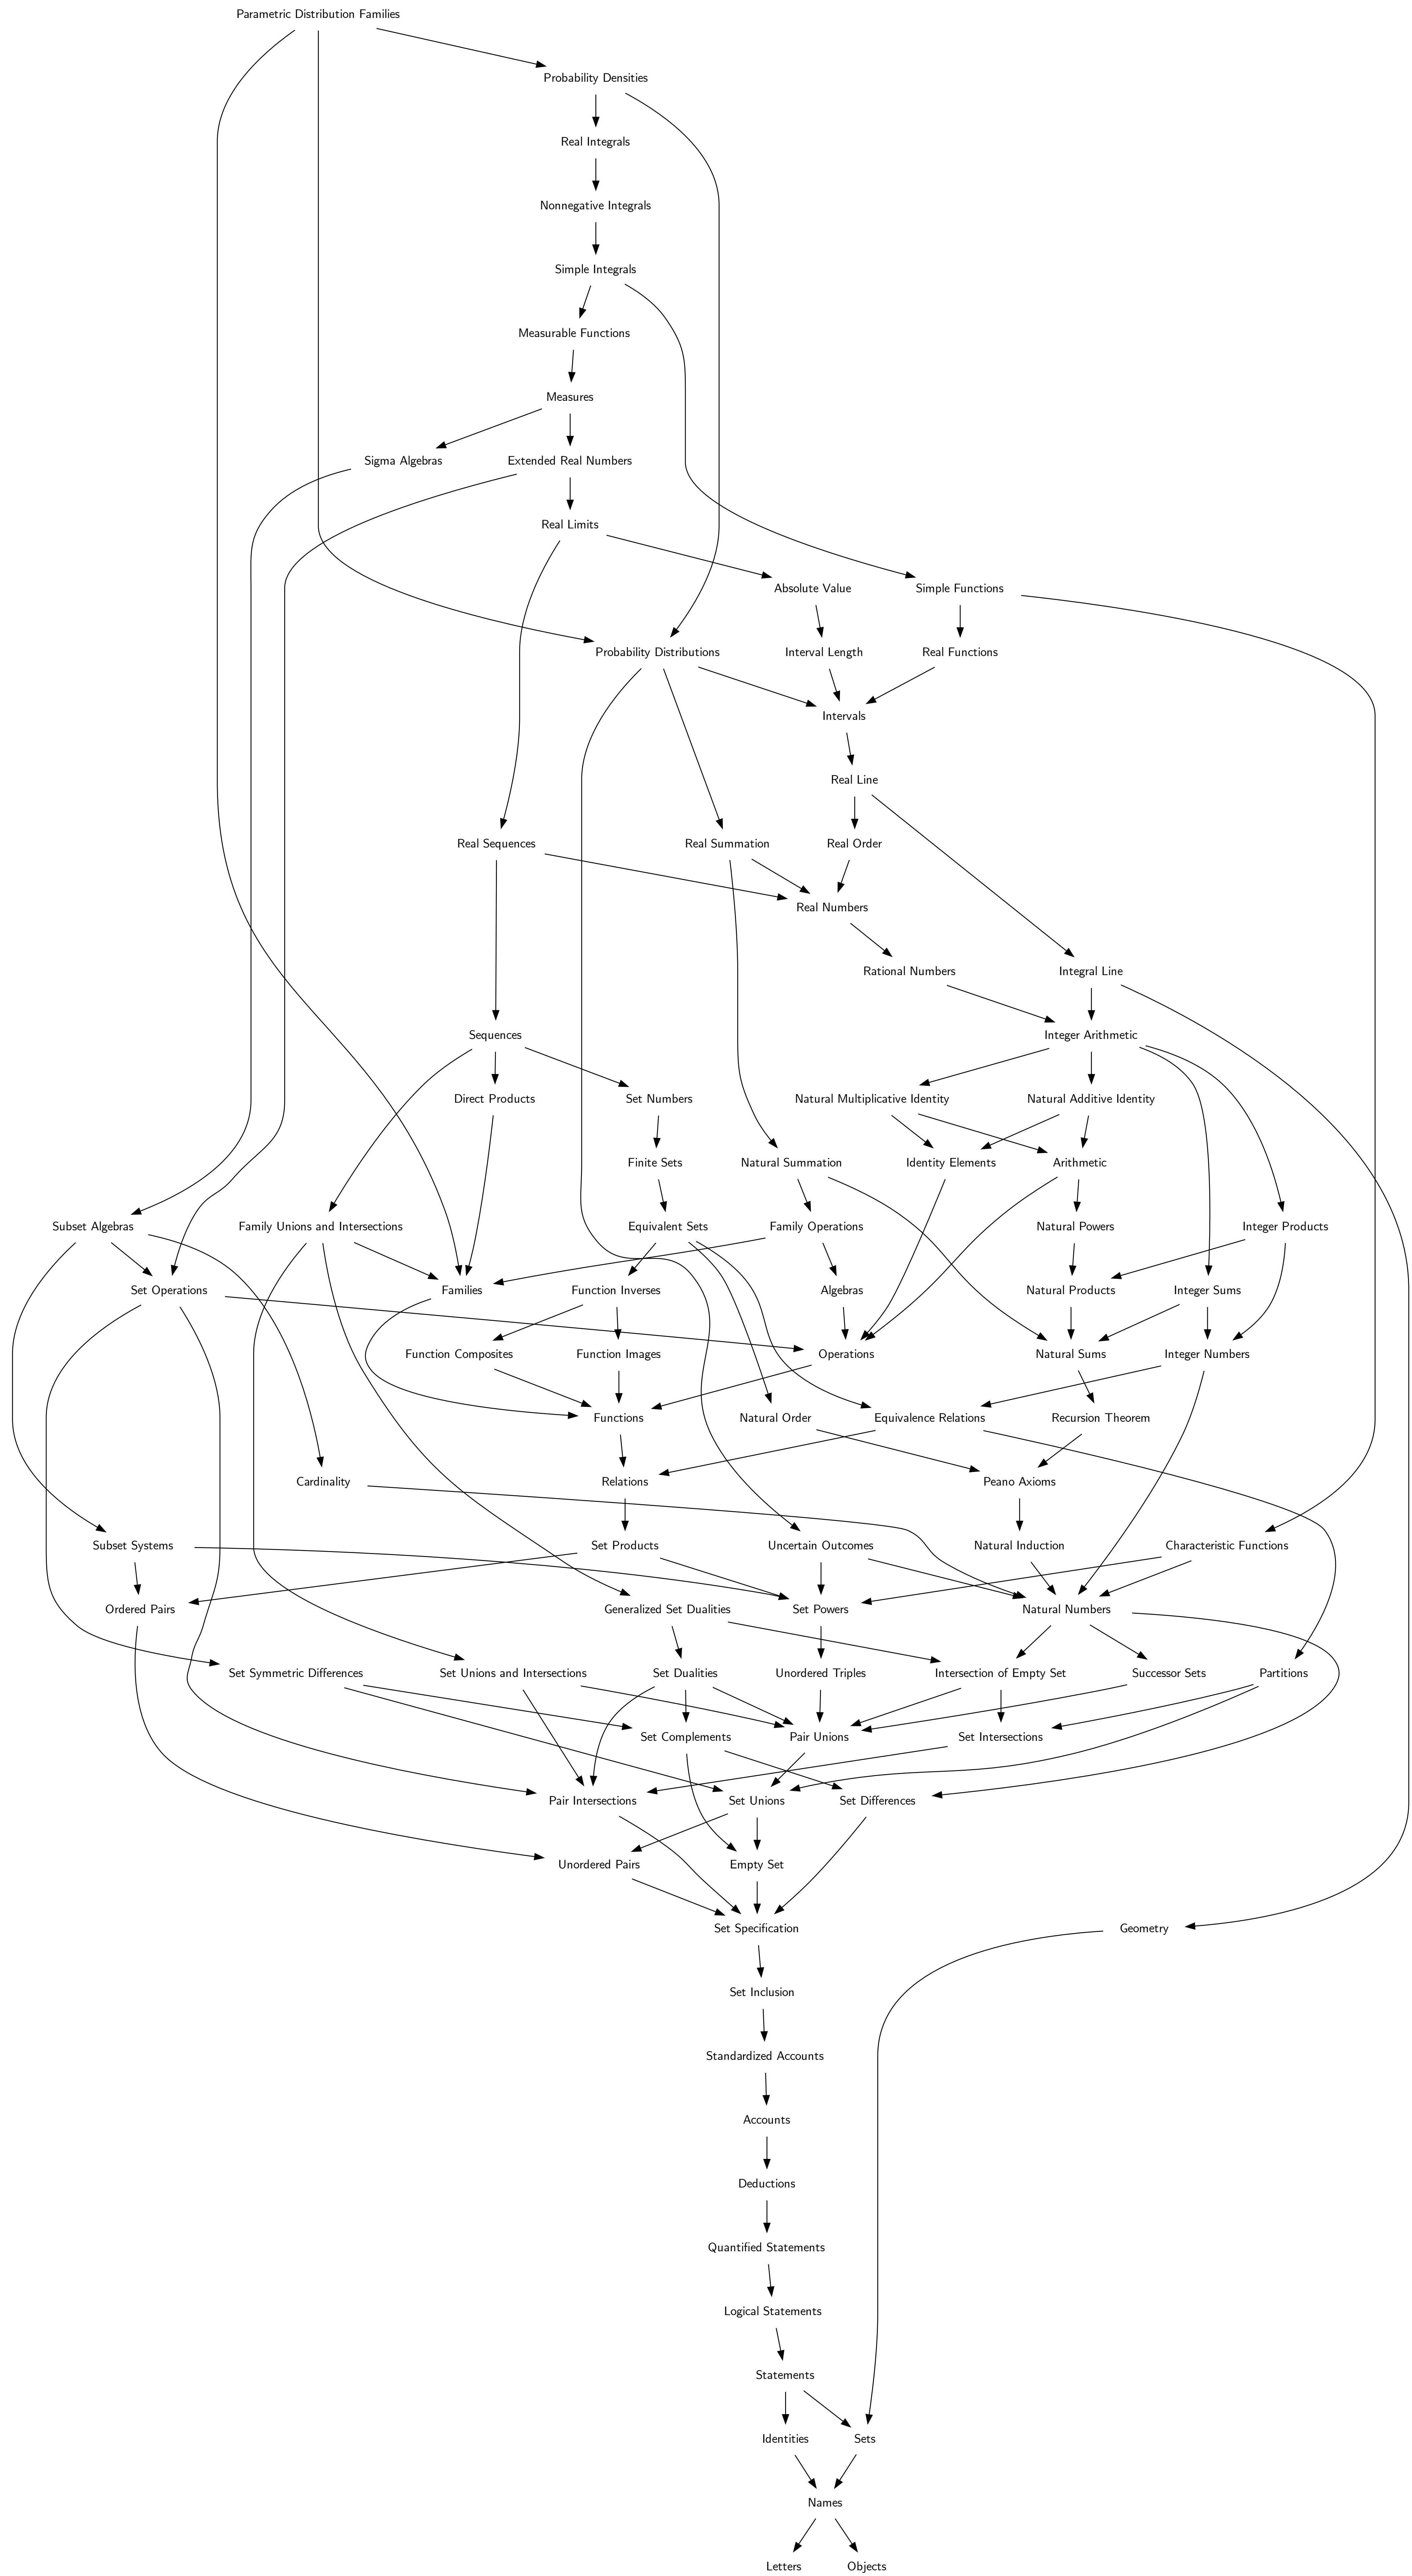 Parametric Distribution Families
Probability Densities
Real Integrals
Nonnegative Integrals
Simple Integrals
Measurable Functions
Measures
Sigma Algebras
Extended Real Numbers
Real Limits
Absolute Value
Simple Functions
Probability Distributions
Interval Length
Real Functions
Intervals
Real Line
Real Sequences
Real Summation
Real Order
Real Numbers
Rational Numbers
Integral Line
Sequences
Integer Arithmetic
Direct Products
Set Numbers
Natural Multiplicative Identity
Natural Additive Identity
Finite Sets
Natural Summation
Identity Elements
Arithmetic
Subset Algebras
Family Unions and Intersections
Equivalent Sets
Family Operations
Natural Powers
Integer Products
Set Operations
Families
Function Inverses
Algebras
Natural Products
Integer Sums
Function Composites
Function Images
Operations
Natural Sums
Integer Numbers
Functions
Natural Order
Equivalence Relations
Recursion Theorem
Cardinality
Relations
Peano Axioms
Subset Systems
Set Products
Uncertain Outcomes
Natural Induction
Characteristic Functions
Ordered Pairs
Generalized Set Dualities
Set Powers
Natural Numbers
Set Symmetric Differences
Set Unions and Intersections
Set Dualities
Unordered Triples
Intersection of Empty Set
Successor Sets
Partitions
Set Complements
Pair Unions
Set Intersections
Pair Intersections
Set Unions
Set Differences
Unordered Pairs
Empty Set
Set Specification
Geometry
Set Inclusion
Standardized Accounts
Accounts
Deductions
Quantified Statements
Logical Statements
Statements
Identities
Sets
Names
Letters
Objects